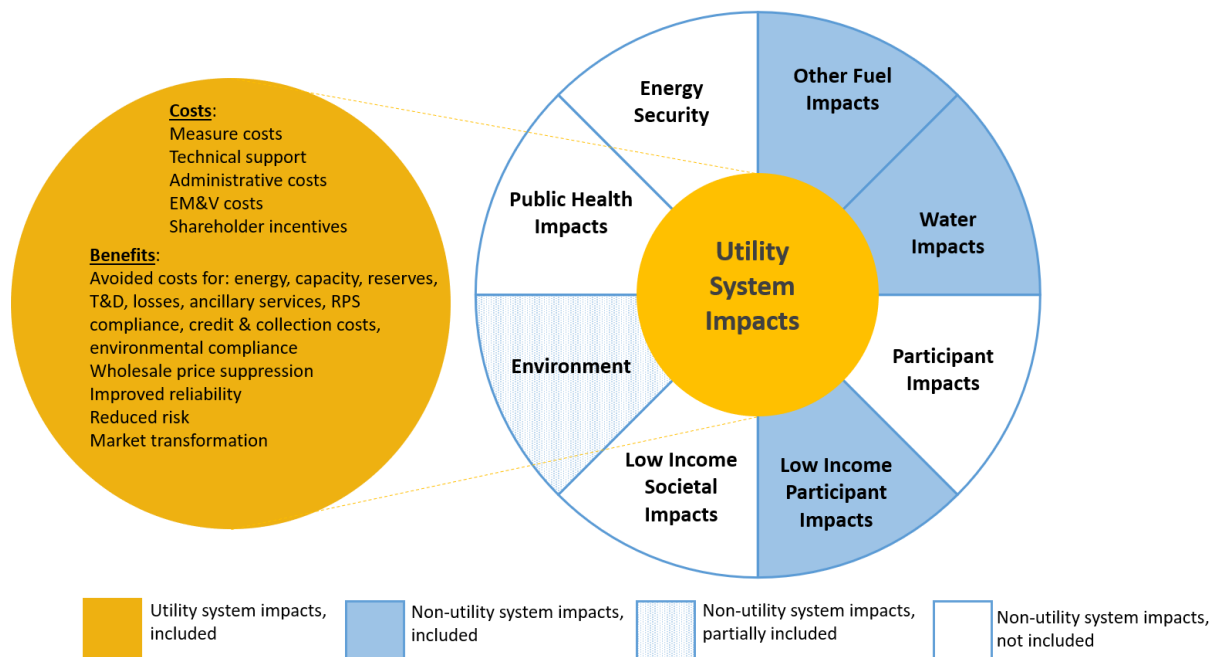 Costs:
Measure costs
Technical support
Administrative costs
EM&V costs
Shareholder incentives
Benefits:
Avoided costs for: energy, capacity, reserves,
T&D, losses, ancillary services, RPS
compliance, credit & collection costs,
environmental compliance
Wholesale price suppression
Improved reliability
Reduced risk
Market transformation
Energy
Security
Other Fuel
Impacts
Public Health
Impacts
Water
Impacts
Utility
System
Impacts
Environment
Participant
Impacts
Low Income
Societal
Impacts
Low Income
Participant
Impacts
Utility system impacts,
included
Non-utility system impacts,
included
Non-utility system impacts,
partially included
Non-utility system impacts,
not included